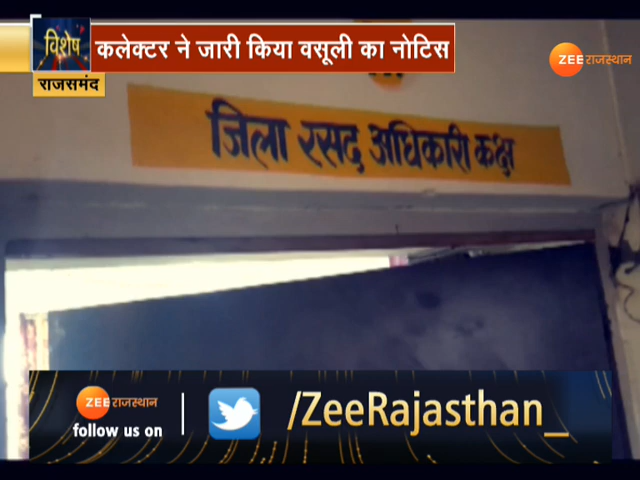 विशेष
कलेक्टर ने जारी किया वसूली का नोटिस
ZEE राजस्थान
राजसमंद
जिला रसद अधिकारी कक्ष
ZEE राजस्थान
follow us on
/ZeeRajasthan_